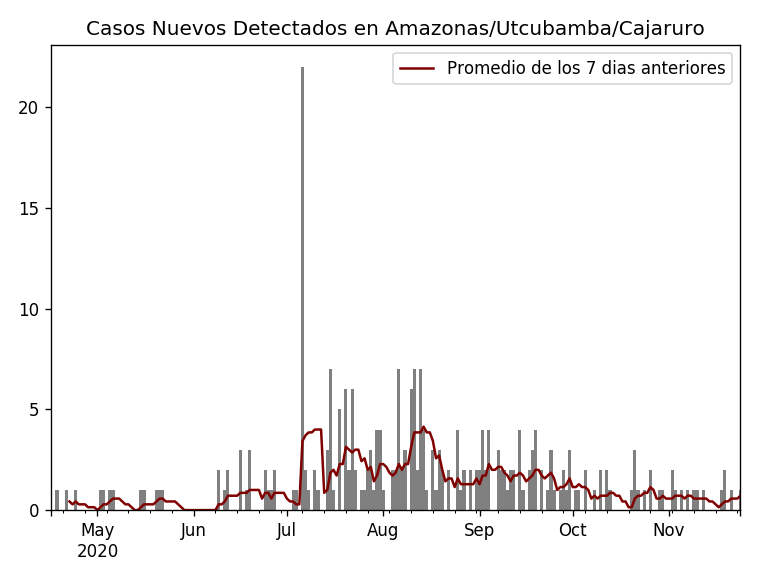 Casos Nuevos Detectados en Amazonas/Utcubamba/Cajaruro
Promedio de los 7 dias anteriores
20
15
10
5
0
May Jun Jul Aug Sep Oct Nov
2020